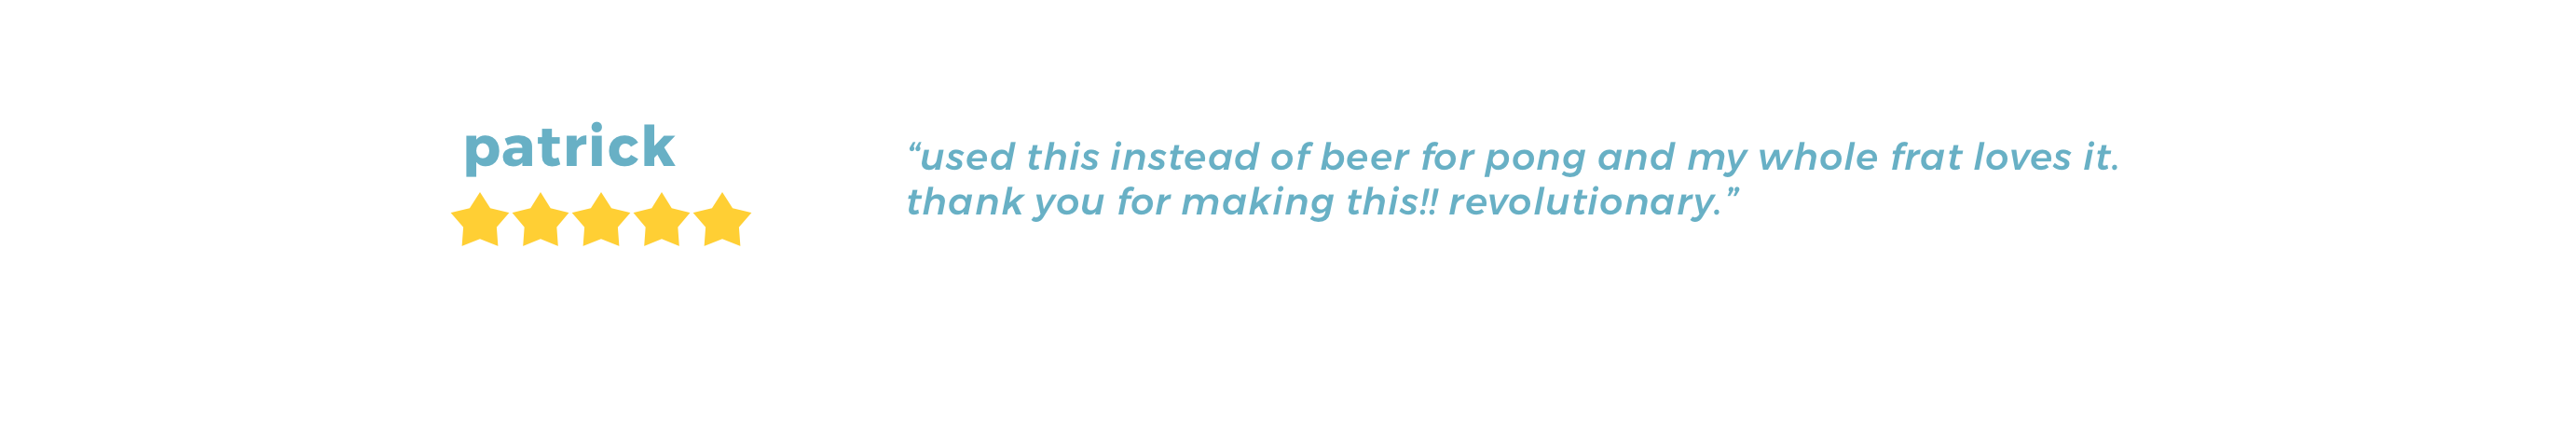 patrick
“used this instead of beer for pong and my whole frat loves it.
thank you for making this!! revolutionary.”